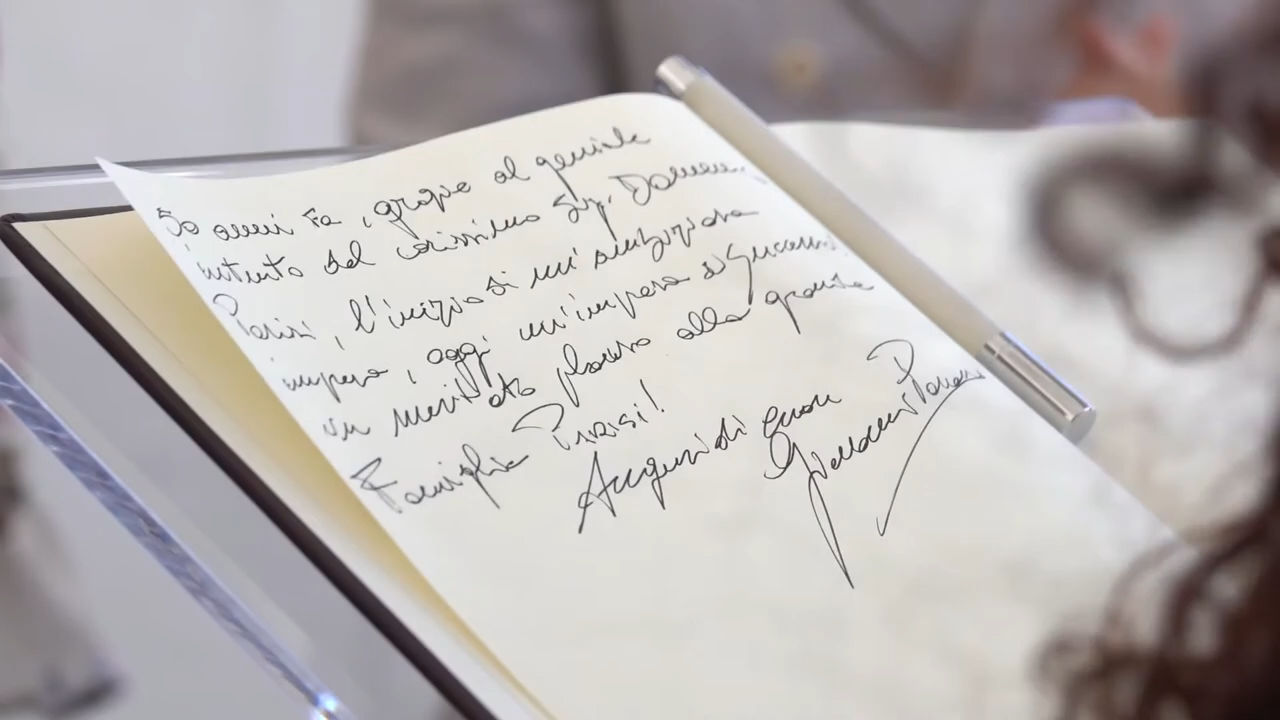 50 anni fa, grazie al geniale
intuito del carissimo Sig. Domenico
Parisi, l'inizio di un'ambiziosa
impresa, oggi un'impresa di successo!
un meritato plauso alla grande
Famiglia Parisi!
Auguri di cuore